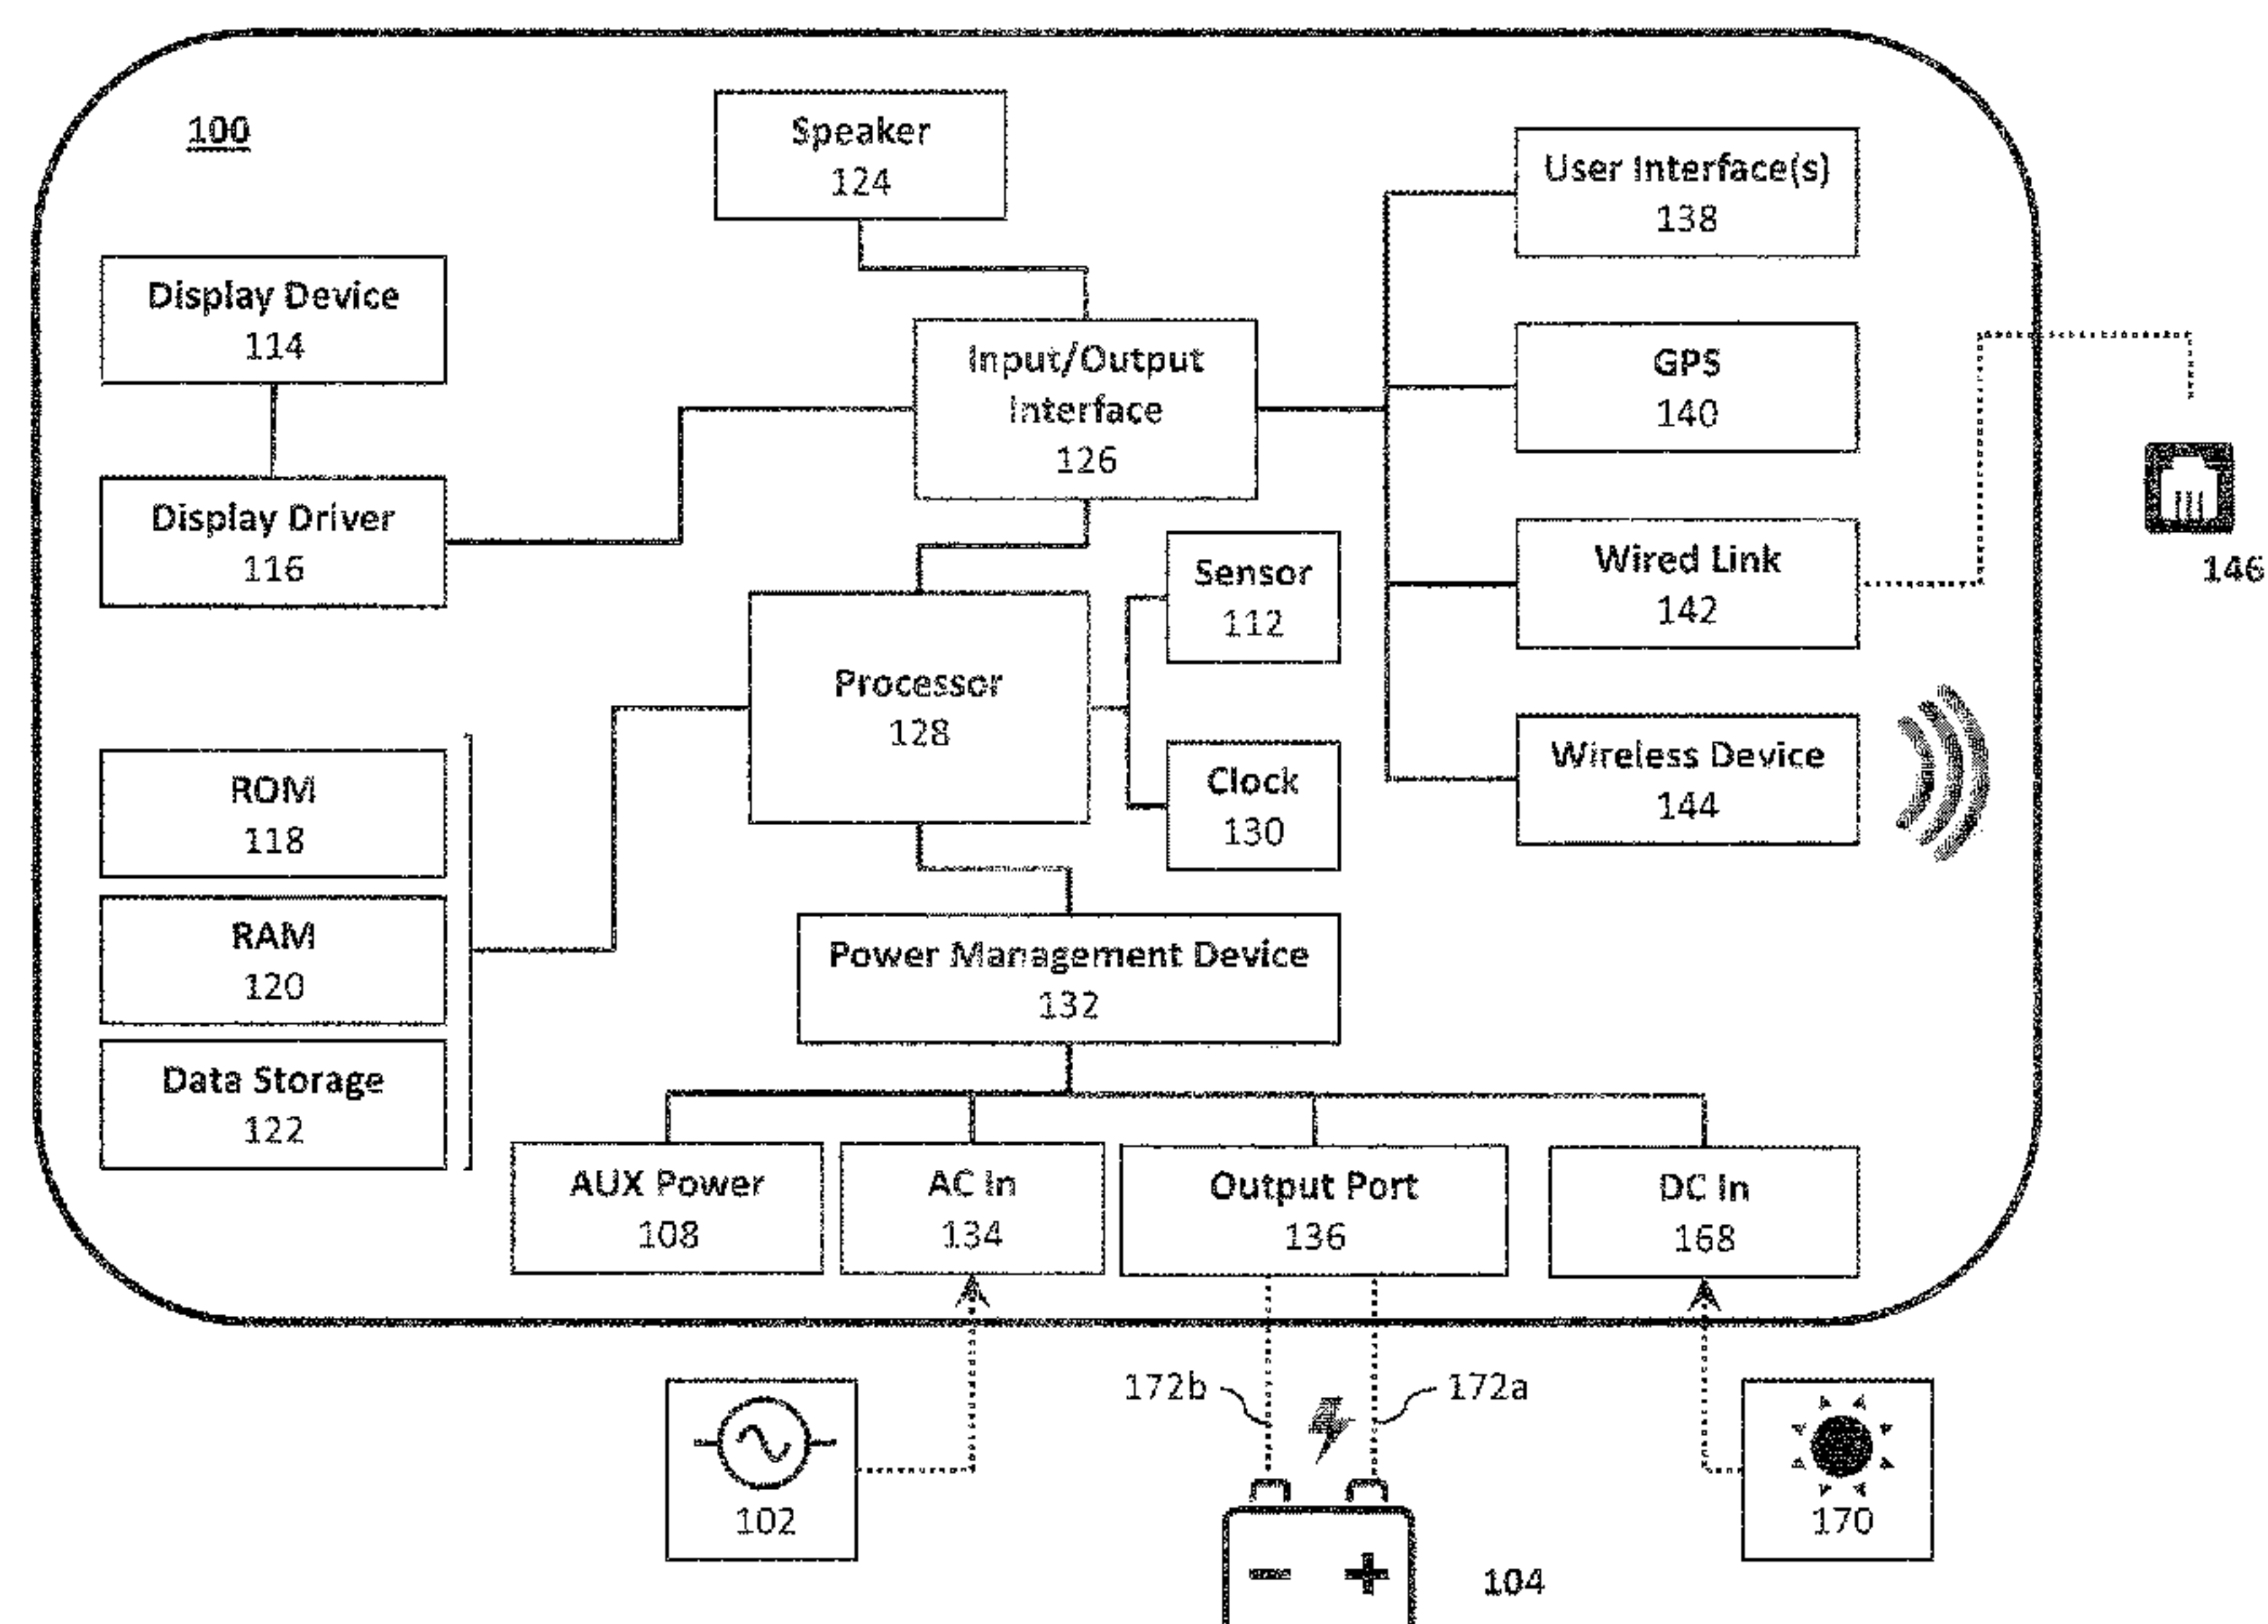 100
Speaker
124
User Interface(s)
138
Display Device
114
Input/Output
Interface
126
GPS
140
Display Driver
116
Sensor
112
Wired Link
142
146
Processor
128
Clock
130
Wireless Device
144
ROM
118
RAM
120
Data Storage
122
Power Management Device
132
AUX Power
108
AC In
134
Output Port
136
DC In
168
172b
172a
102
170
104